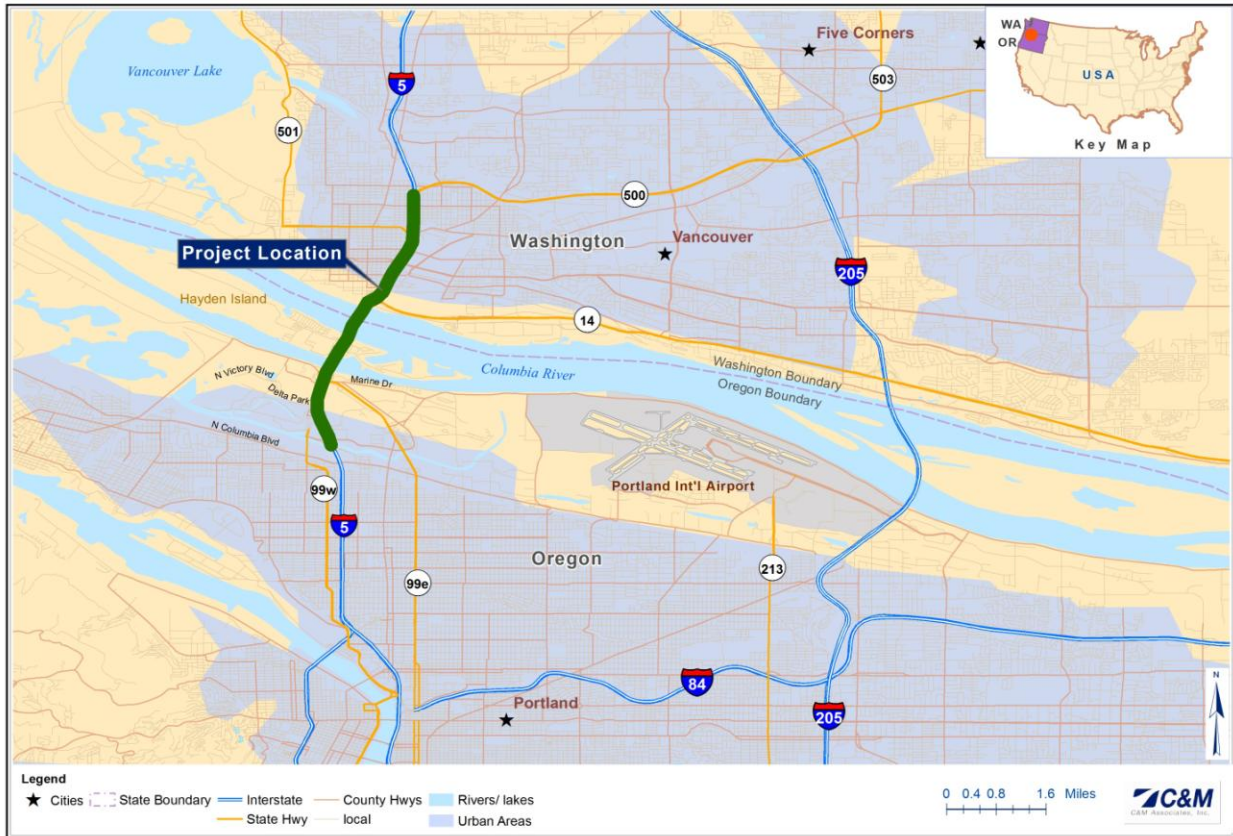 Five Corners
WA
OR
USA
Key Map
Vancouver Lake
5
503
501
500
Washington
Vancouver
Project Location
205
Hayden Island
14
Columbia River
Washington Boundary
Oregon Boundary
N Victory Blvd
Marine Dr
Delta Park
N Columbia Blvd
Portland Int'l Airport
99w
5
Oregon
213
99e
84
Portland
205
N
Legend
Cities
State Boundary
Interstate
County Hwys
Rivers/ lakes
State Hwy
local
Urban Areas
0 0.4 0.8 1.6 Miles
C&M
C&M Associates, Inc.